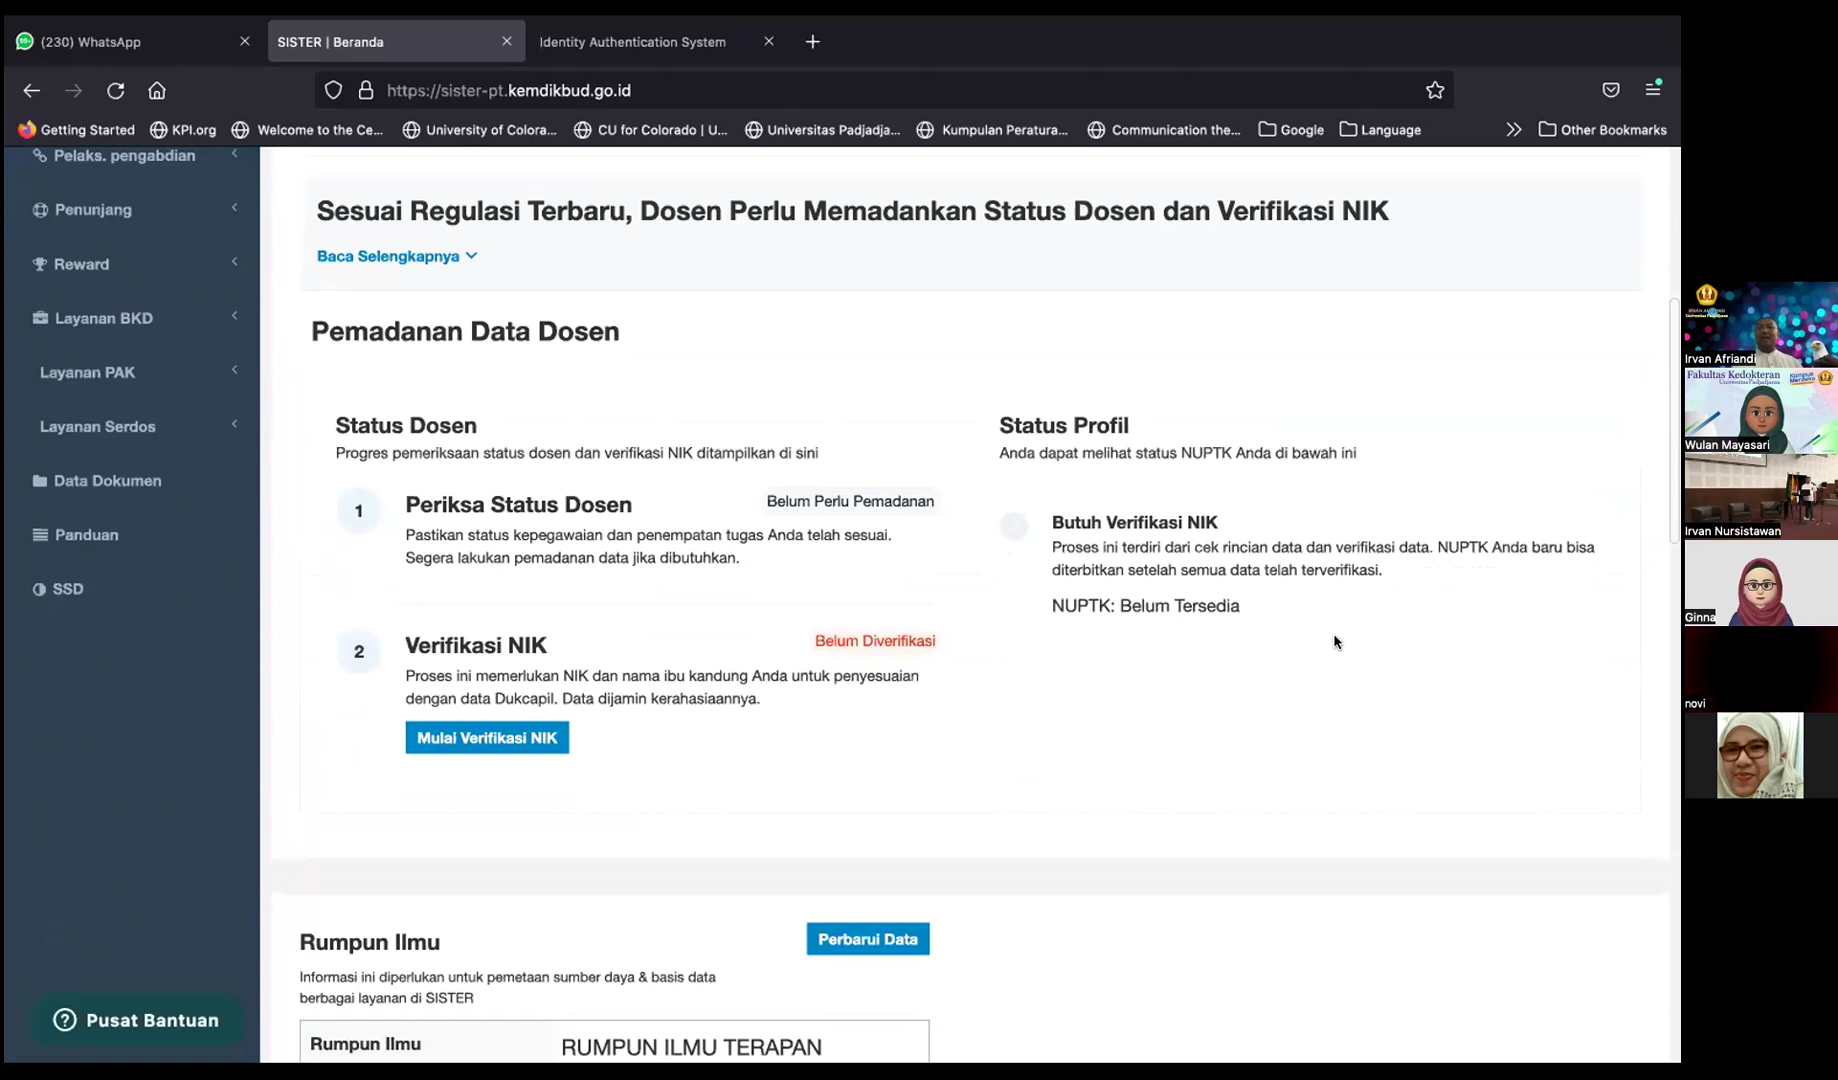 (230) WhatsApp
SISTER | Beranda
Identity Authentication System
https://sister-pt.kemdikbud.go.id
Getting Started
KPI.org
Welcome to the Ce...
University of Colora...
CU for Colorado | U...
Universitas Padjadja...
Kumpulan Peratura...
Communication the...
Google
Language
Other Bookmarks
Pelaks. pengabdian
Penunjang
Reward
Layanan BKD
Layanan PAK
Layanan Serdos
Data Dokumen
Panduan
SSD
Pusat Bantuan
Sesuai Regulasi Terbaru, Dosen Perlu Memadankan Status Dosen dan Verifikasi NIK
Baca Selengkapnya
Pemadanan Data Dosen
Status Dosen
Progres pemeriksaan status dosen dan verifikasi NIK ditampilkan di sini
1
Periksa Status Dosen
Belum Perlu Pemadanan
Pastikan status kepegawaian dan penempatan tugas Anda telah sesuai.
Segera lakukan pemadanan data jika dibutuhkan.
2
Verifikasi NIK
Belum Diverifikasi
Proses ini memerlukan NIK dan nama ibu kandung Anda untuk penyesuaian
dengan data Dukcapil. Data dijamin kerahasiaannya.
Mulai Verifikasi NIK
Status Profil
Anda dapat melihat status NUPTK Anda di bawah ini
Butuh Verifikasi NIK
Proses ini terdiri dari cek rincian data dan verifikasi data. NUPTK Anda baru bisa
diterbitkan setelah semua data telah terverifikasi.
NUPTK: Belum Tersedia
Rumpun Ilmu
Perbarui Data
Informasi ini diperlukan untuk pemetaan sumber daya & basis data
berbagai layanan di SISTER
Rumpun Ilmu
RUMPUN ILMU TERAPAN
Irvan Afriandi
Fakultas Kedokteran
Universitas Padjadjaran
Wulan Mayasari
Irvan Nursistawan
Ginna
novi